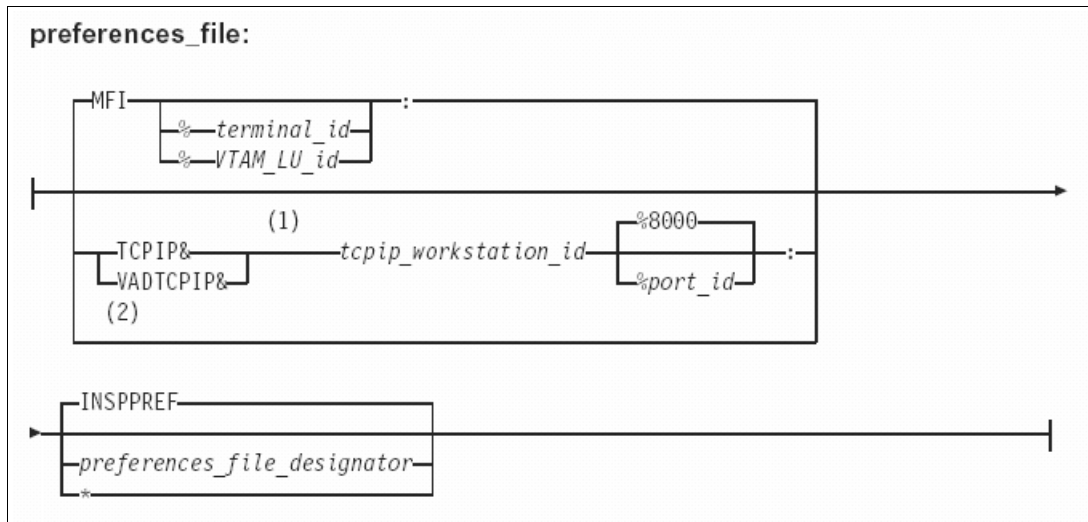 preferences_file:
MFI :
% terminal_id
% VTAM_LU_id
(1) %8000
TCPIP& tcpip_workstation_id :
VADTCPIP& %port_id
(2)
INSPPREF
preferences_file_designator
*